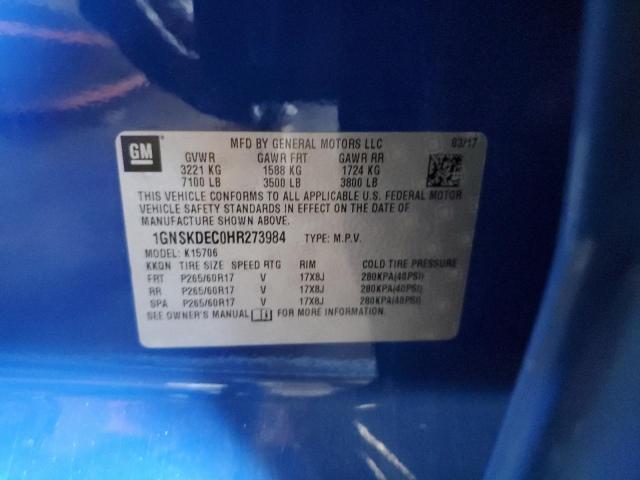 GM
MFD BY GENERAL MOTORS LLC 03/17
GVWR GAWR FRT GAWR RR
3221 KG 1588 KG 1724 KG
7100 LB 3500 LB 3800 LB
THIS VEHICLE CONFORMS TO ALL APPLICABLE U.S. FEDERAL MOTOR
VEHICLE SAFETY STANDARDS IN EFFECT ON THE DATE OF
MANUFACTURE SHOWN ABOVE.
1GNSKDEC0HR273984 TYPE: M.P.V.
MODEL: K15706
KKQN TIRE SIZE SPEED RTG RIM COLD TIRE PRESSURE
FRT P265/60R17 V 17X8J 280KPA(40PSI)
RR P265/60R17 V 17X8J 280KPA(40PSI)
SPA P265/60R17 V 17X8J 280KPA(40PSI)
SEE OWNER'S MANUAL FOR MORE INFORMATION.